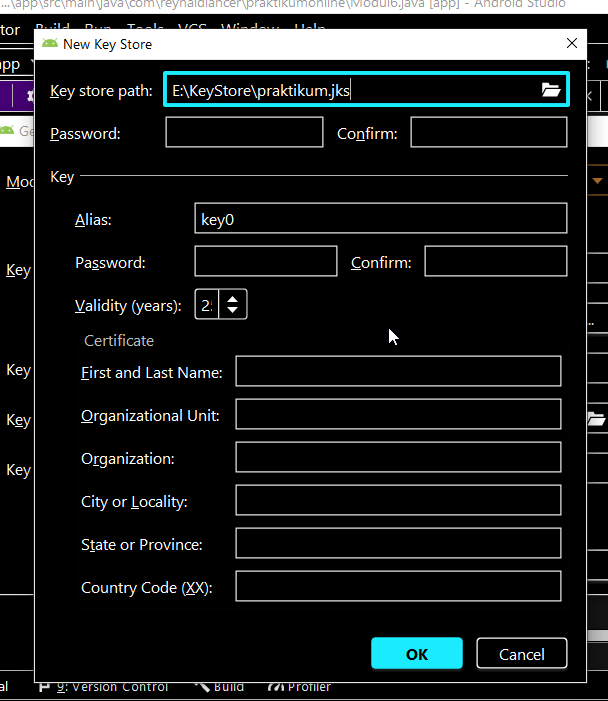 ...\app\src\main\java\com\reynaldlancer\praktikumonline\Modul6.java [app] - Android Studio
tor Build Run Tools VCS Window Help
app
New Key Store
Key store path: E:\KeyStore\praktikum.jks
Password: Confirm:
Ge
Key
Mod
Alias: key0
Key Password: Confirm:
Validity (years): 25
Certificate
Key First and Last Name:
Key Organizational Unit:
Key Organization:
City or Locality:
State or Province:
Country Code (XX):
OK Cancel
al 9: Version Control Build Profiler